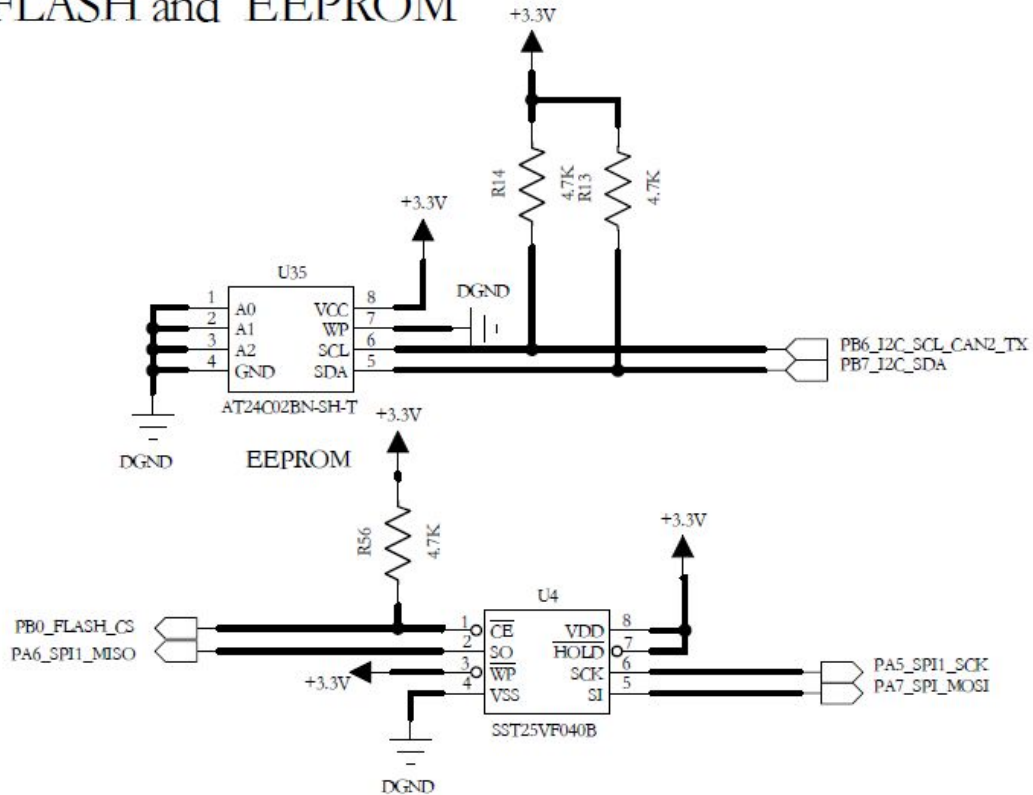 FLASH and EEPROM
+3.3V
R14
4.7K
R13
4.7K
+3.3V
U35
DGND
1 A0 VCC 8
2 A1 WP 7
3 A2 SCL 6
4 GND SDA 5
PB6_I2C_SCL_CAN2_TX
PB7_I2C_SDA
AT24C02BN-SH-T
DGND
EEPROM
+3.3V
R56
4.7K
+3.3V
U4
PB0_FLASH_CS
PA6_SPI1_MISO
1 CE VDD 8
2 SO HOLD 7
3 WP SCK 6
4 VSS SI 5
+3.3V
PA5_SPI1_SCK
PA7_SPI_MOSI
SST25VF040B
DGND